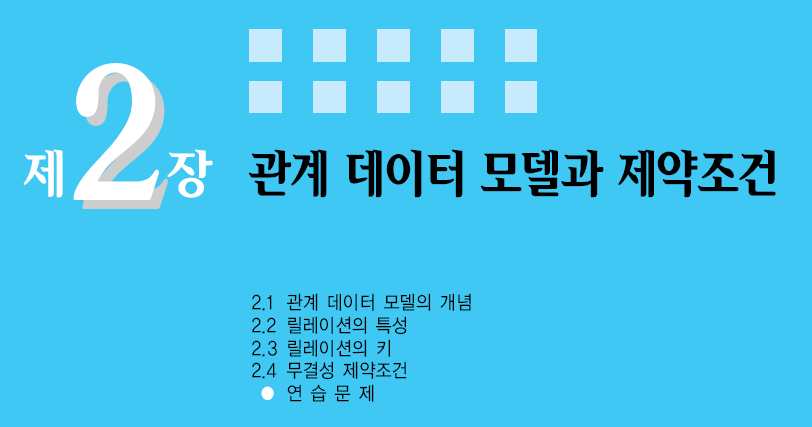 제2장 관계 데이터 모델과 제약조건
2.1 관계 데이터 모델의 개념
2.2 릴레이션의 특성
2.3 릴레이션의 키
2.4 무결성 제약조건
● 연 습 문 제